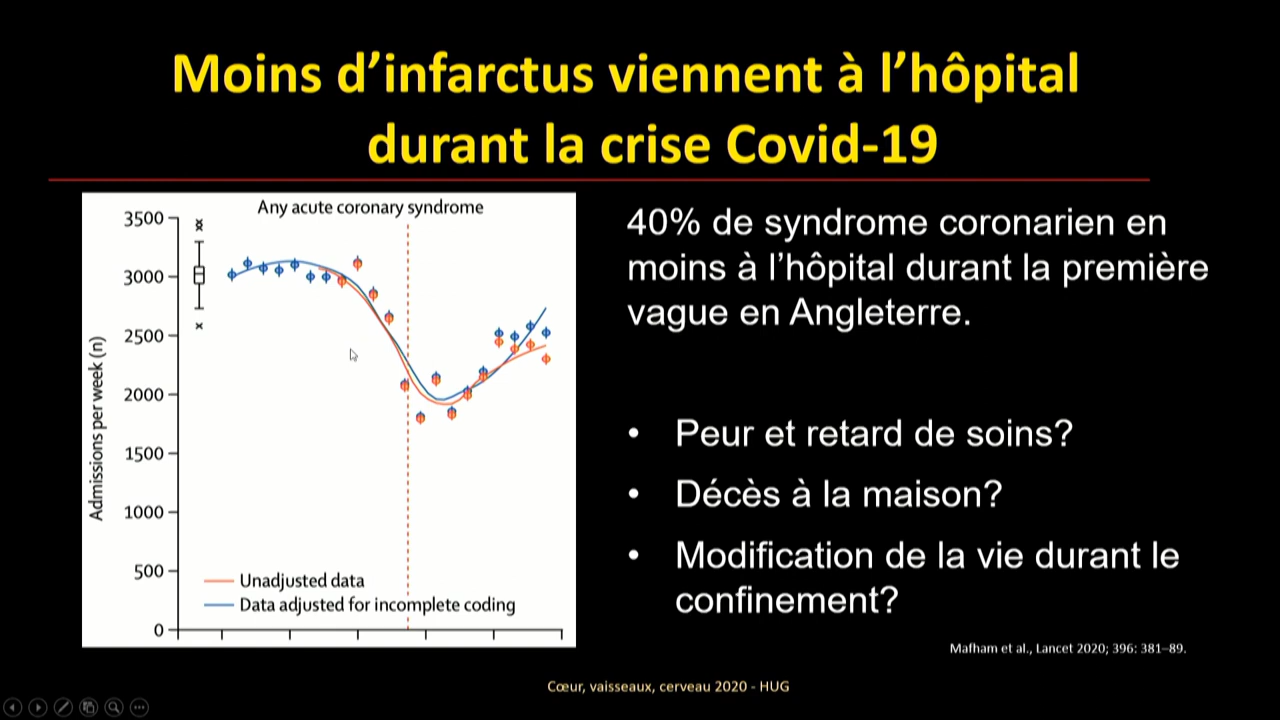 Moins d’infarctus viennent à l’hôpital
durant la crise Covid-19
Any acute coronary syndrome
3500
3000
2500
2000
1500
1000
500
0
Admissions per week (n)
Unadjusted data
Data adjusted for incomplete coding
40% de syndrome coronarien en
moins à l’hôpital durant la première
vague en Angleterre.
• Peur et retard de soins?
• Décès à la maison?
• Modification de la vie durant le
confinement?
Mafham et al., Lancet 2020; 396: 381–89.
Cœur, vaisseaux, cerveau 2020 - HUG